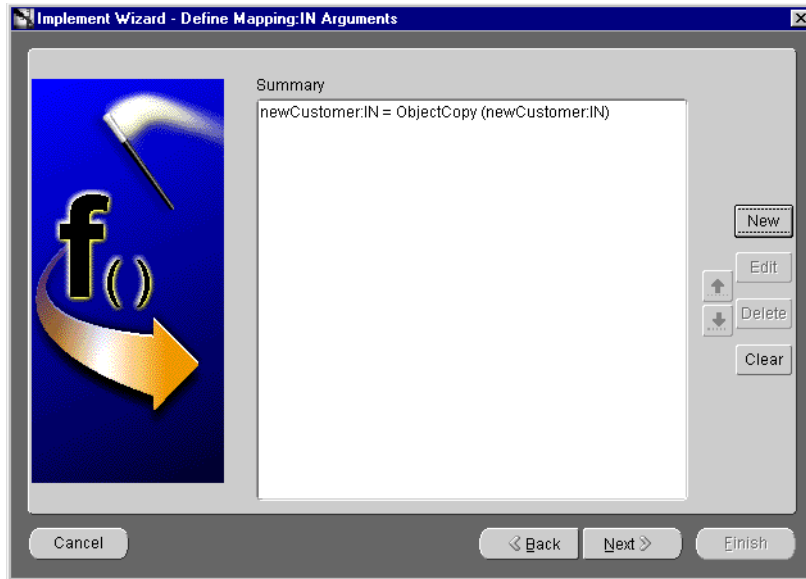 Implement Wizard - Define Mapping:IN Arguments
Summary
newCustomer:IN = ObjectCopy (newCustomer:IN)
f()
New
Edit
Delete
Clear
Cancel
Back
Next
Finish